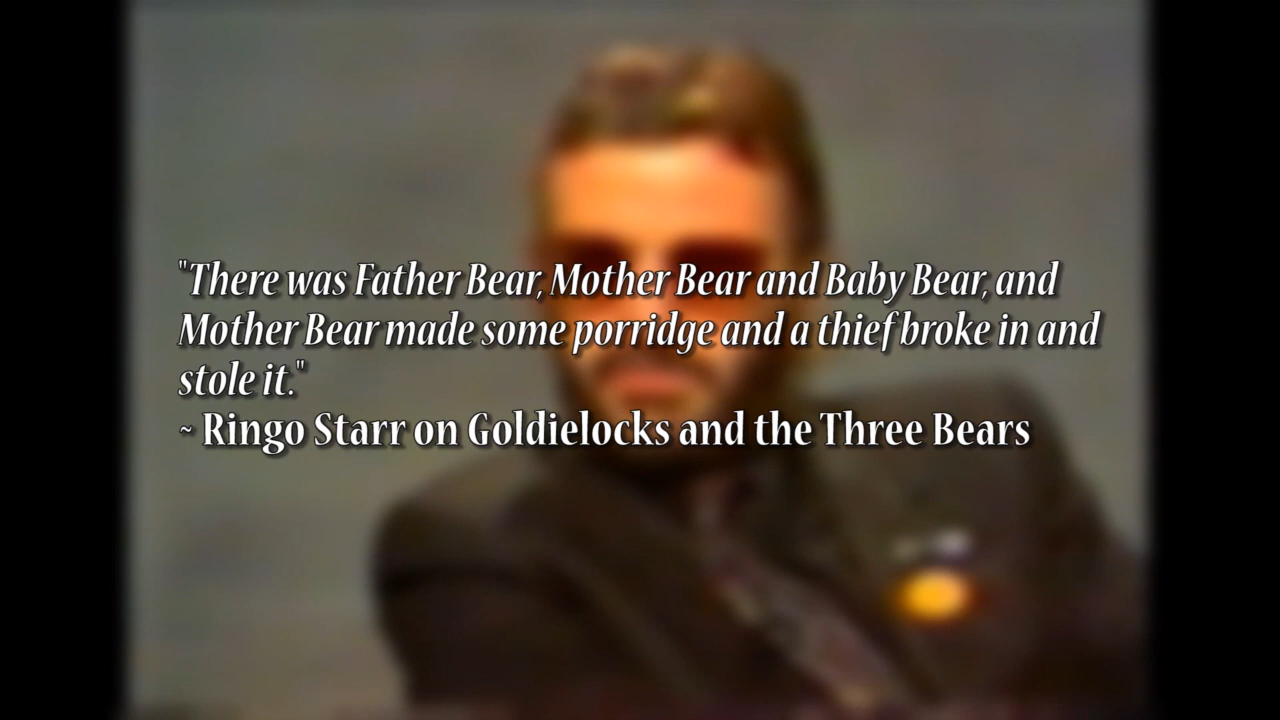 "There was Father Bear, Mother Bear and Baby Bear, and
Mother Bear made some porridge and a thief broke in and
stole it."
~ Ringo Starr on Goldielocks and the Three Bears